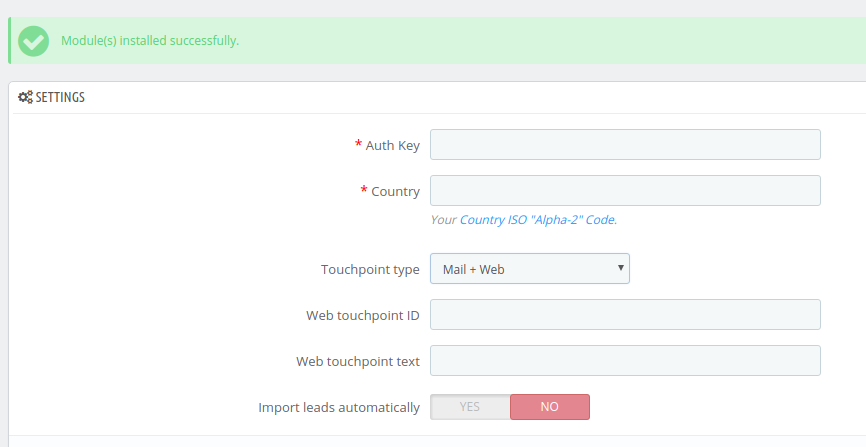 Module(s) installed successfully.
SETTINGS
* Auth Key
* Country
Your Country ISO "Alpha-2" Code.
Touchpoint type Mail + Web
Web touchpoint ID
Web touchpoint text
Import leads automatically YES NO